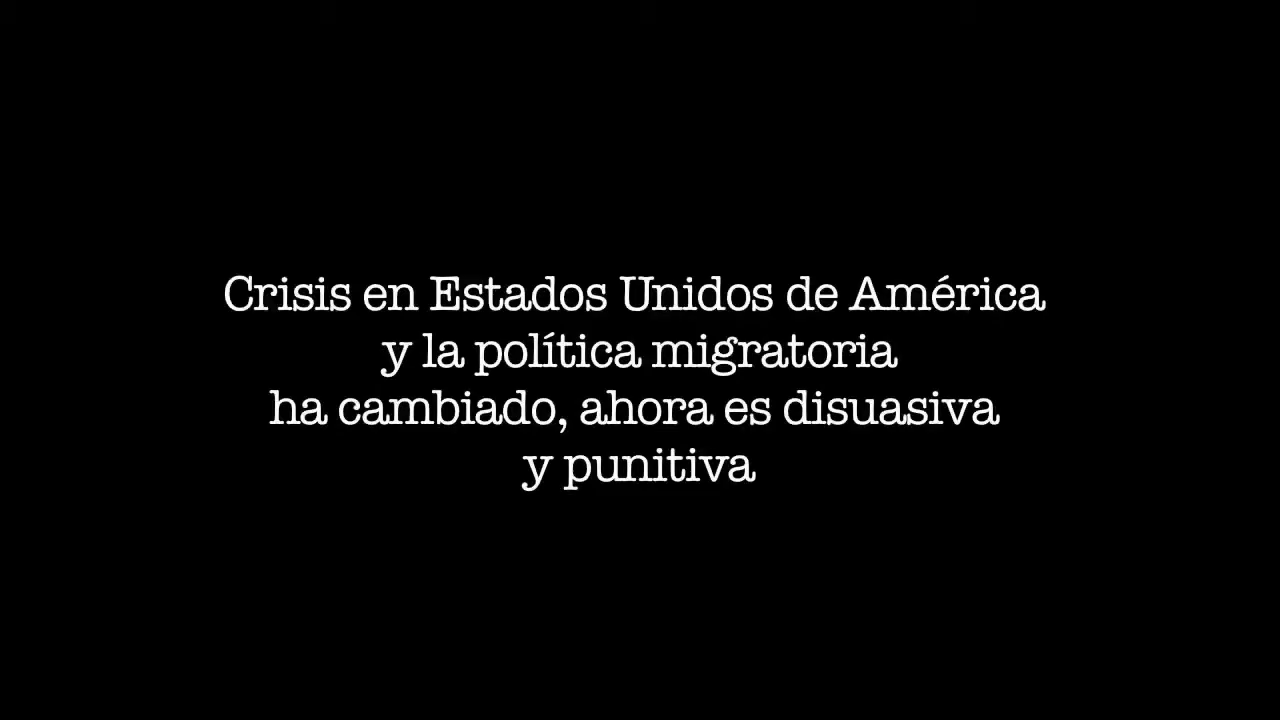 Crisis en Estados Unidos de América
y la política migratoria
ha cambiado, ahora es disuasiva
y punitiva